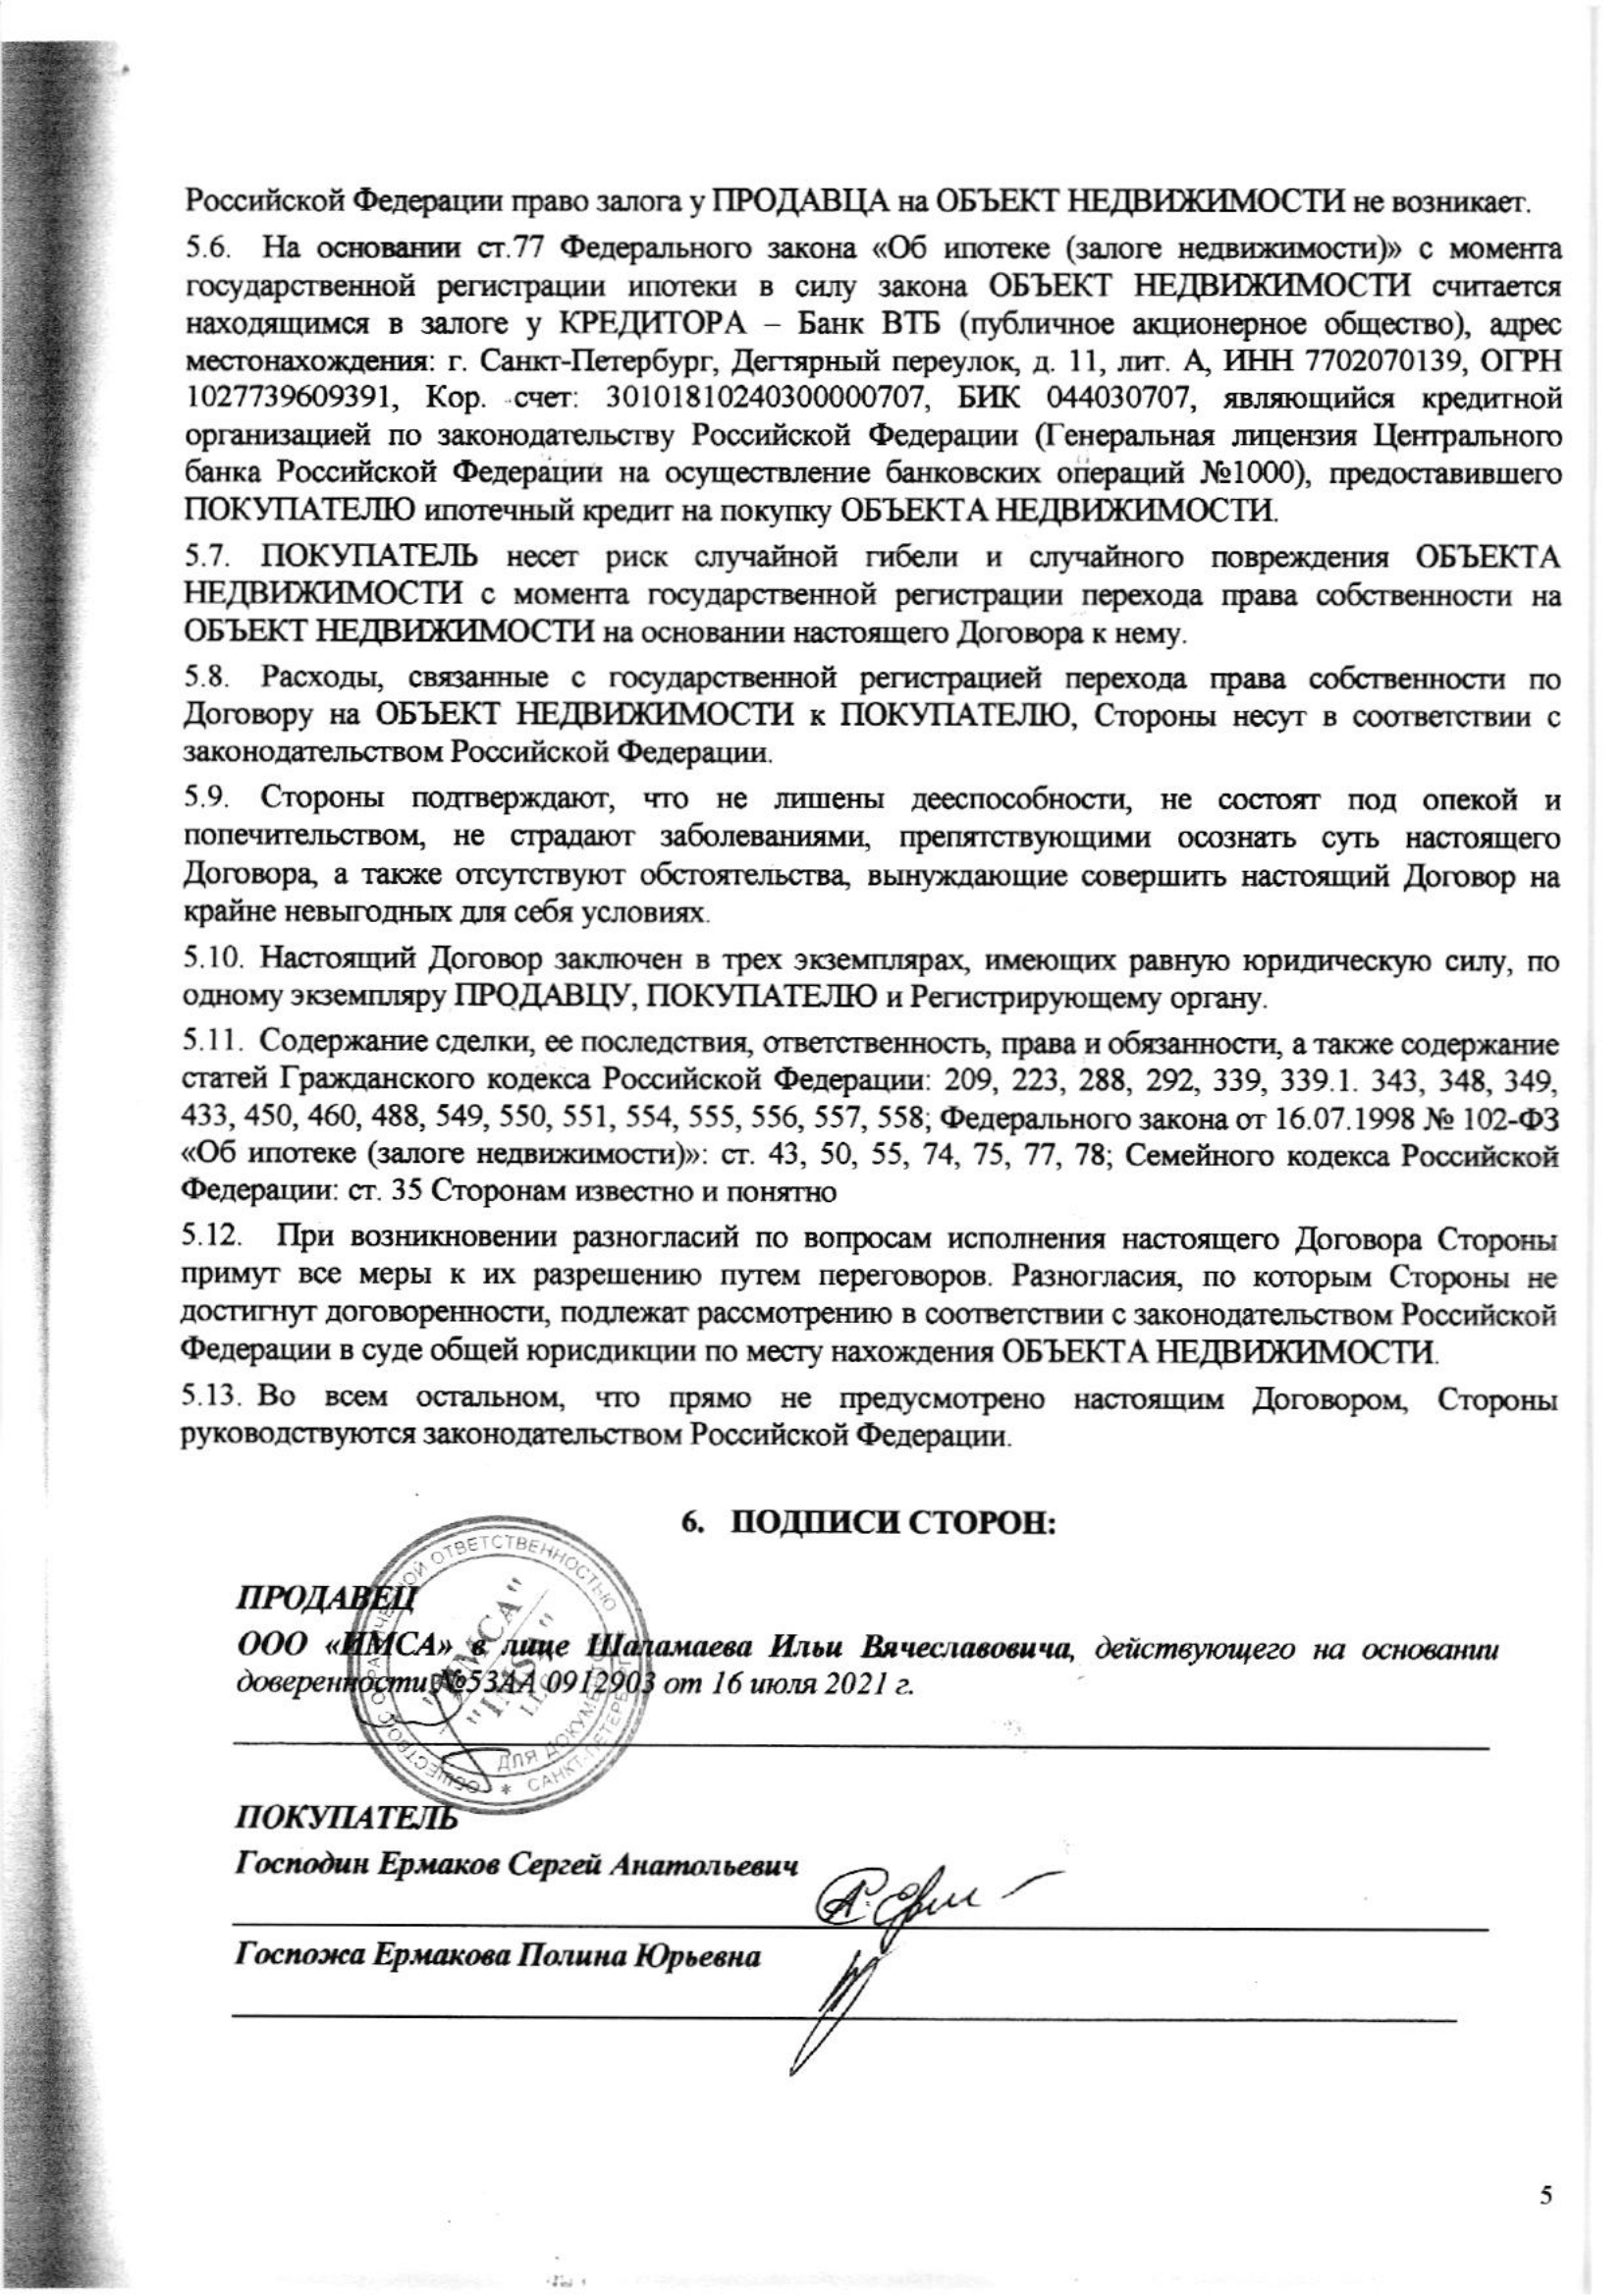 Российской Федерации право залога у ПРОДАВЦА на ОБЪЕКТ НЕДВИЖИМОСТИ не возникает.
5.6. На основании ст.77 Федерального закона «Об ипотеке (залоге недвижимости)» с момента
государственной регистрации ипотеки в силу закона ОБЪЕКТ НЕДВИЖИМОСТИ считается
находящимся в залоге у КРЕДИТОРА – Банк ВТБ (публичное акционерное общество), адрес
местонахождения: г. Санкт-Петербург, Дегтярный переулок, д. 11, лит. А, ИНН 7702070139, ОГРН
1027739609391, Кор. счет: 30101810240300000707, БИК 044030707, являющийся кредитной
организацией по законодательству Российской Федерации (Генеральная лицензия Центрального
банка Российской Федерации на осуществление банковских операций №1000), предоставившего
ПОКУПАТЕЛЮ ипотечный кредит на покупку ОБЪЕКТА НЕДВИЖИМОСТИ.
5.7. ПОКУПАТЕЛЬ несет риск случайной гибели и случайного повреждения ОБЪЕКТА
НЕДВИЖИМОСТИ с момента государственной регистрации перехода права собственности на
ОБЪЕКТ НЕДВИЖИМОСТИ на основании настоящего Договора к нему.
5.8. Расходы, связанные с государственной регистрацией перехода права собственности по
Договору на ОБЪЕКТ НЕДВИЖИМОСТИ к ПОКУПАТЕЛЮ, Стороны несут в соответствии с
законодательством Российской Федерации.
5.9. Стороны подтверждают, что не лишены дееспособности, не состоят под опекой и
попечительством, не страдают заболеваниями, препятствующими осознать суть настоящего
Договора, а также отсутствуют обстоятельства, вынуждающие совершить настоящий Договор на
крайне невыгодных для себя условиях.
5.10. Настоящий Договор заключен в трех экземплярах, имеющих равную юридическую силу, по
одному экземпляру ПРОДАВЦУ, ПОКУПАТЕЛЮ и Регистрирующему органу.
5.11. Содержание сделки, ее последствия, ответственность, права и обязанности, а также содержание
статей Гражданского кодекса Российской Федерации: 209, 223, 288, 292, 339, 339.1. 343, 348, 349,
433, 450, 460, 488, 549, 550, 551, 554, 555, 556, 557, 558; Федерального закона от 16.07.1998 № 102-ФЗ
«Об ипотеке (залоге недвижимости)»: ст. 43, 50, 55, 74, 75, 77, 78; Семейного кодекса Российской
Федерации: ст. 35 Сторонам известно и понятно
5.12. При возникновении разногласий по вопросам исполнения настоящего Договора Стороны
примут все меры к их разрешению путем переговоров. Разногласия, по которым Стороны не
достигнут договоренности, подлежат рассмотрению в соответствии с законодательством Российской
Федерации в суде общей юрисдикции по месту нахождения ОБЪЕКТА НЕДВИЖИМОСТИ.
5.13. Во всем остальном, что прямо не предусмотрено настоящим Договором, Стороны
руководствуются законодательством Российской Федерации.
6. ПОДПИСИ СТОРОН:
ПРОДАВЕЦ
ООО «ИМСА» в лице Шаламаева Ильи Вячеславовича, действующего на основании
доверенности №53АА 0912903 от 16 июля 2021 г.
ПОКУПАТЕЛЬ
Господин Ермаков Сергей Анатольевич
Госпожа Ермакова Полина Юрьевна
5